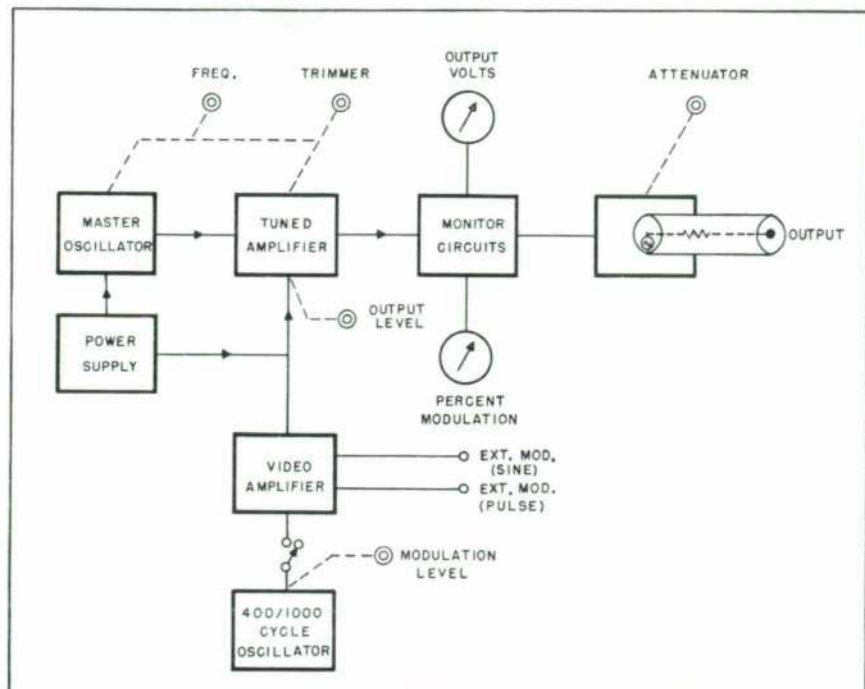 FREQ.
TRIMMER
OUTPUT
VOLTS
ATTENUATOR
MASTER
OSCILLATOR
TUNED
AMPLIFIER
MONITOR
CIRCUITS
OUTPUT
OUTPUT
LEVEL
POWER
SUPPLY
PERCENT
MODULATION
VIDEO
AMPLIFIER
EXT. MOD.
(SINE)
EXT. MOD.
(PULSE)
MODULATION
LEVEL
400/1000
CYCLE
OSCILLATOR